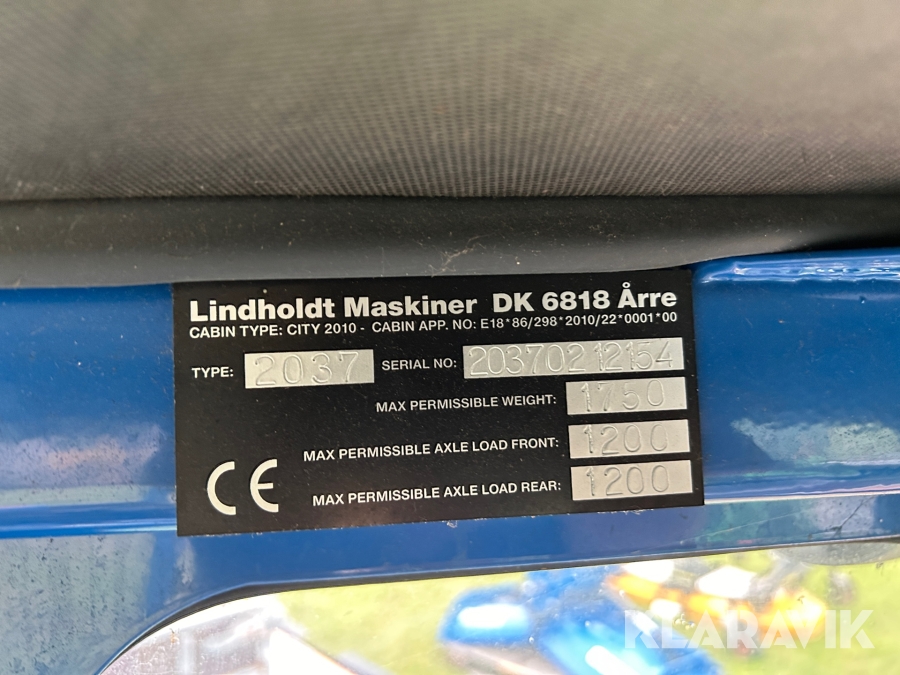 Lindholdt Maskiner DK 6818 Årre
CABIN TYPE: CITY 2010 - CABIN APP. NO: E18*86/298*2010/22*0001*00
TYPE: 2037 SERIAL NO: 20370212154
MAX PERMISSIBLE WEIGHT: 1750
MAX PERMISSIBLE AXLE LOAD FRONT: 1200
MAX PERMISSIBLE AXLE LOAD REAR: 1200
CE
KLARAVIK